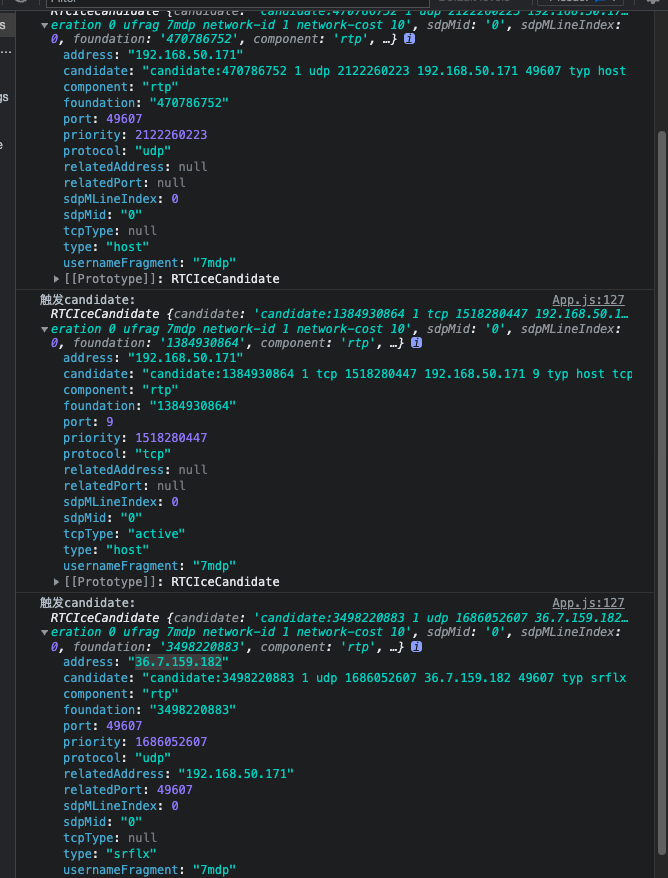 eration 0 ufrag 7mdp network-id 1 network-cost 10', sdpMid: '0', sdpMLineIndex:
0, foundation: '470786752', component: 'rtp', …} i
address: "192.168.50.171"
candidate: "candidate:470786752 1 udp 2122260223 192.168.50.171 49607 typ host
component: "rtp"
foundation: "470786752"
port: 49607
priority: 2122260223
protocol: "udp"
relatedAddress: null
relatedPort: null
sdpMLineIndex: 0
sdpMid: "0"
tcpType: null
type: "host"
usernameFragment: "7mdp"
[[Prototype]]: RTCIceCandidate
触发candidate: App.js:127
RTCIceCandidate {candidate: 'candidate:1384930864 1 tcp 1518280447 192.168.50.1…
eration 0 ufrag 7mdp network-id 1 network-cost 10', sdpMid: '0', sdpMLineIndex:
0, foundation: '1384930864', component: 'rtp', …} i
address: "192.168.50.171"
candidate: "candidate:1384930864 1 tcp 1518280447 192.168.50.171 9 typ host tcp
component: "rtp"
foundation: "1384930864"
port: 9
priority: 1518280447
protocol: "tcp"
relatedAddress: null
relatedPort: null
sdpMLineIndex: 0
sdpMid: "0"
tcpType: "active"
type: "host"
usernameFragment: "7mdp"
[[Prototype]]: RTCIceCandidate
触发candidate: App.js:127
RTCIceCandidate {candidate: 'candidate:3498220883 1 udp 1686052607 36.7.159.182…
eration 0 ufrag 7mdp network-id 1 network-cost 10', sdpMid: '0', sdpMLineIndex:
0, foundation: '3498220883', component: 'rtp', …} i
address: "36.7.159.182"
candidate: "candidate:3498220883 1 udp 1686052607 36.7.159.182 49607 typ srflx
component: "rtp"
foundation: "3498220883"
port: 49607
priority: 1686052607
protocol: "udp"
relatedAddress: "192.168.50.171"
relatedPort: 49607
sdpMLineIndex: 0
sdpMid: "0"
tcpType: null
type: "srflx"
usernameFragment: "7mdp"